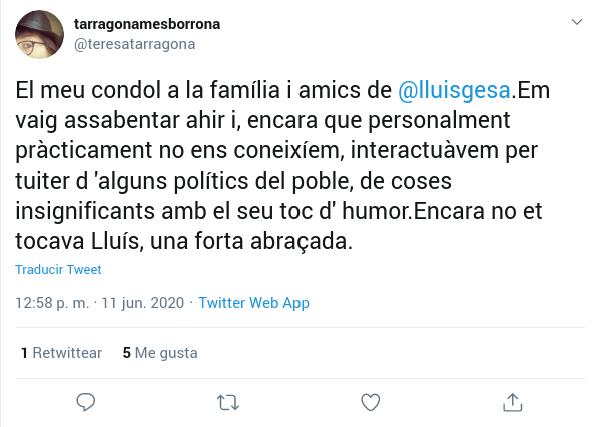 tarragonamesborrona
@teresatarragona
El meu condol a la família i amics de @lluisgesa.Em
vaig assabentar ahir i, encara que personalment
pràcticament no ens coneixíem, interactuàvem per
tuiter d 'alguns polítics del poble, de coses
insignificants amb el seu toc d' humor.Encara no et
tocava Lluís, una forta abraçada.
Traducir Tweet
12:58 p. m. · 11 jun. 2020 · Twitter Web App
1 Retwittear 5 Me gusta